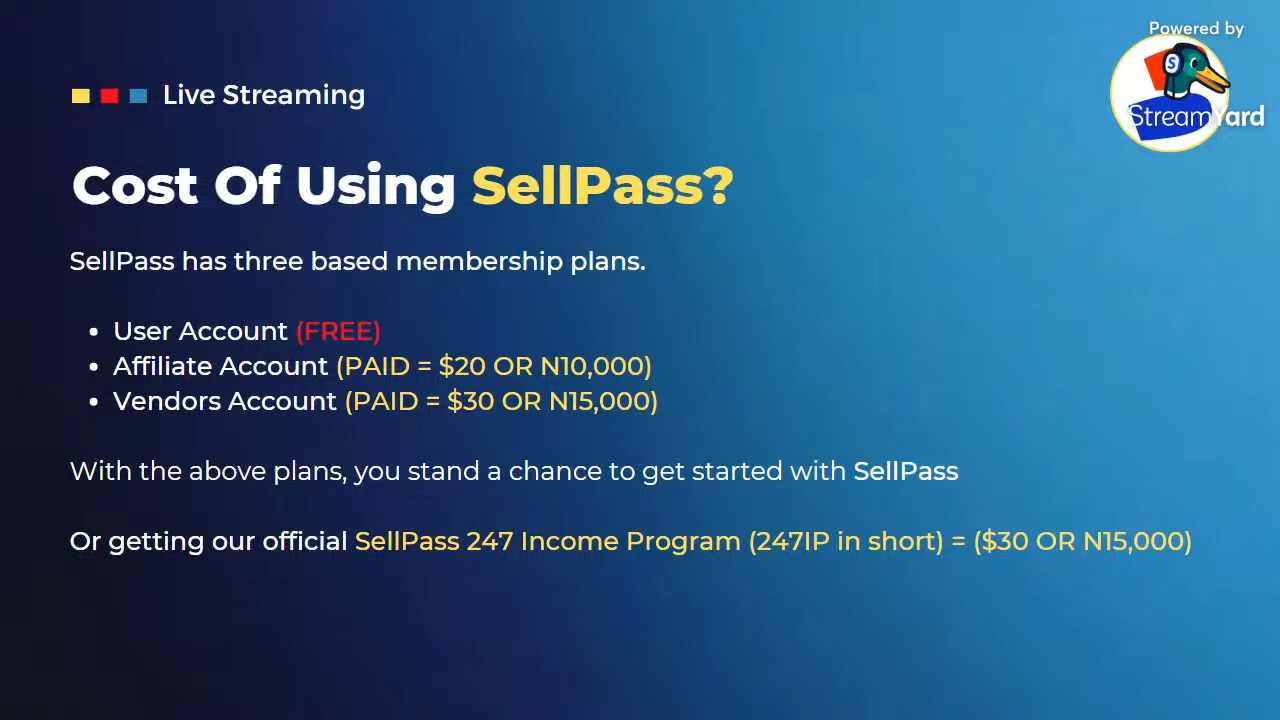 Powered by
StreamYard
Live Streaming
Cost Of Using SellPass?
SellPass has three based membership plans.
• User Account (FREE)
• Affiliate Account (PAID = $20 OR N10,000)
• Vendors Account (PAID = $30 OR N15,000)
With the above plans, you stand a chance to get started with SellPass
Or getting our official SellPass 247 Income Program (247IP in short) = ($30 OR N15,000)